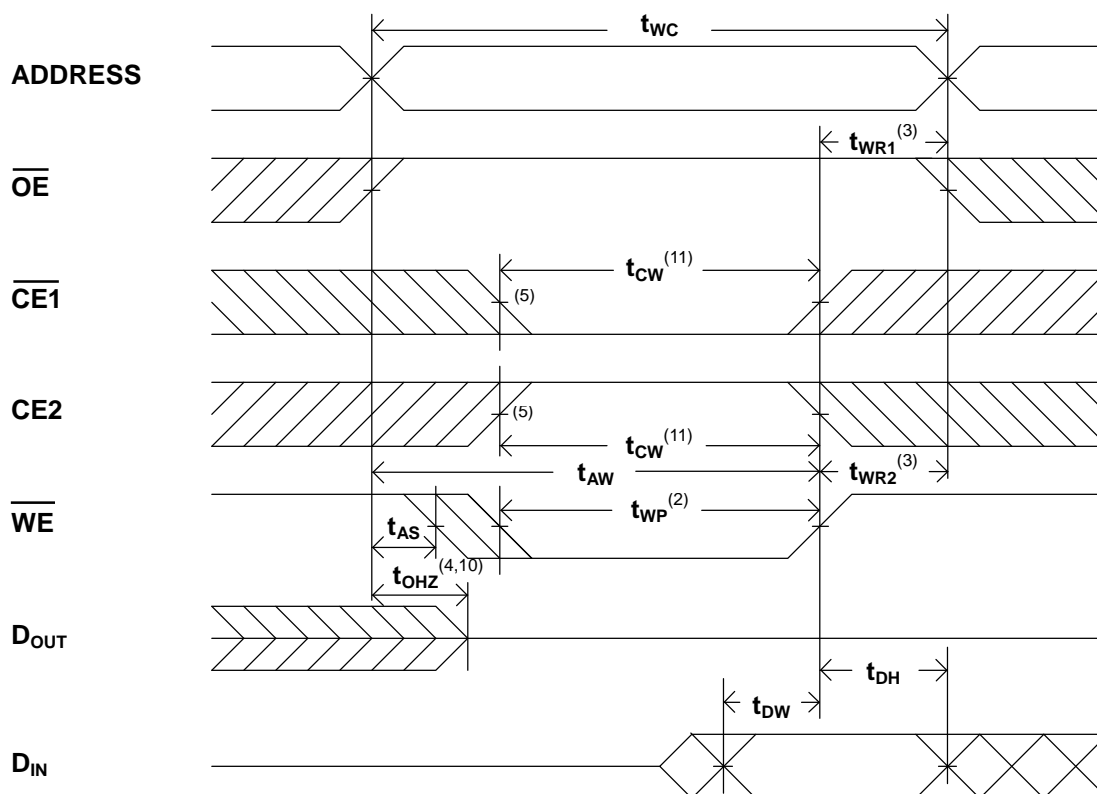 tWC
ADDRESS
tWR1(3)
OE
tCW(11)
CE1
(5)
CE2
(5)
tCW(11)
tAW
tWR2(3)
WE
tWP(2)
tAS
tOHZ(4,10)
DOUT
tDH
tDW
DIN